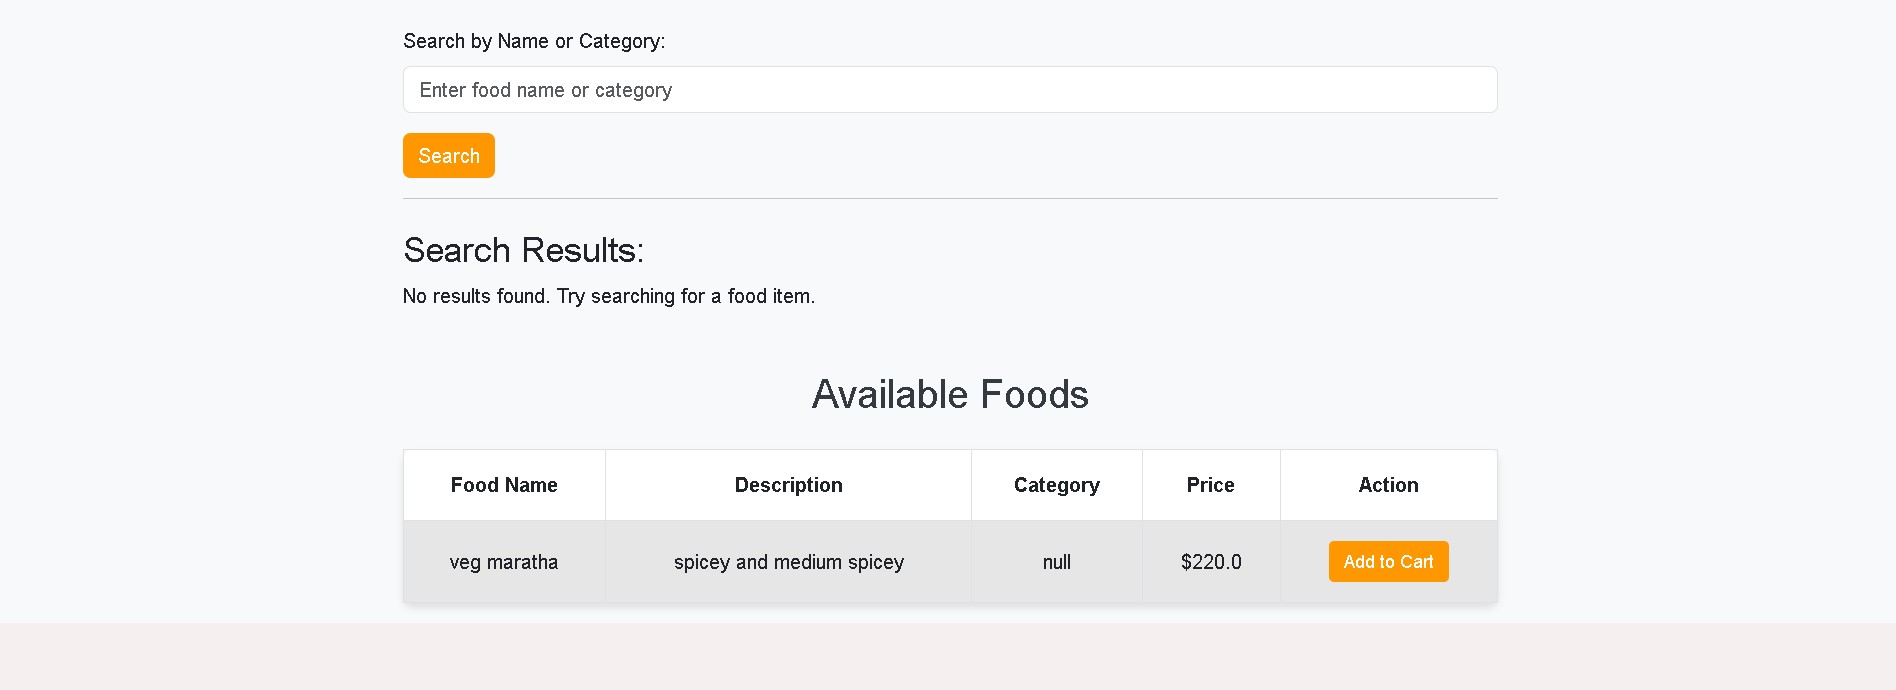 Search by Name or Category:
Enter food name or category
Search
Search Results:
No results found. Try searching for a food item.
Available Foods
Food Name Description Category Price Action
veg maratha spicey and medium spicey null $220.0 Add to Cart